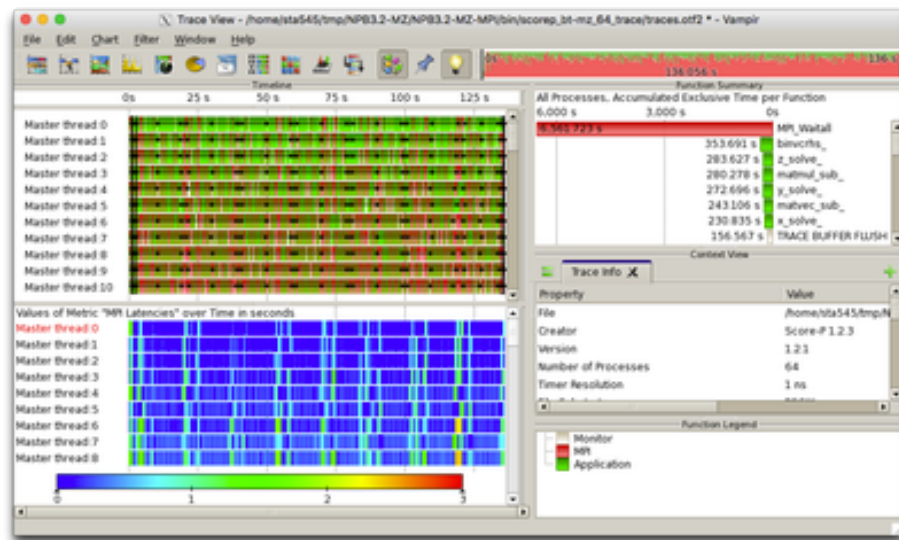 Trace View - /home/sta545/tmp/NPB3.2-MZ/NPB3.2-MZ-MPI/bin/scorep_bt-mz_64_trace/traces.otf2 * - Vampir
File Edit Chart Filter Window Help
0s 136 s
136.056 s
Timeline
0s 25 s 50 s 75 s 100 s 125 s
Master thread:0
Master thread:1
Master thread:2
Master thread:3
Master thread:4
Master thread:5
Master thread:6
Master thread:7
Master thread:8
Master thread:9
Master thread:10
Values of Metric "MPI Latencies" over Time in seconds
Master thread:0
Master thread:1
Master thread:2
Master thread:3
Master thread:4
Master thread:5
Master thread:6
Master thread:7
Master thread:8
0 1 2 3
Function Summary
All Processes, Accumulated Exclusive Time per Function
6,000 s 3,000 s 0s
6,561.723 s MPI_Waitall
353.691 s binvcrhs_
283.627 s z_solve_
280.278 s matmul_sub_
272.696 s y_solve_
243.106 s matvec_sub_
230.835 s x_solve_
156.567 s TRACE BUFFER FLUSH
Context View
Trace Info
Property Value
File /home/sta545/tmp/N
Creator Score-P 1.2.3
Version 1.2.1
Number of Processes 64
Timer Resolution 1 ns
Function Legend
Monitor
MPI
Application